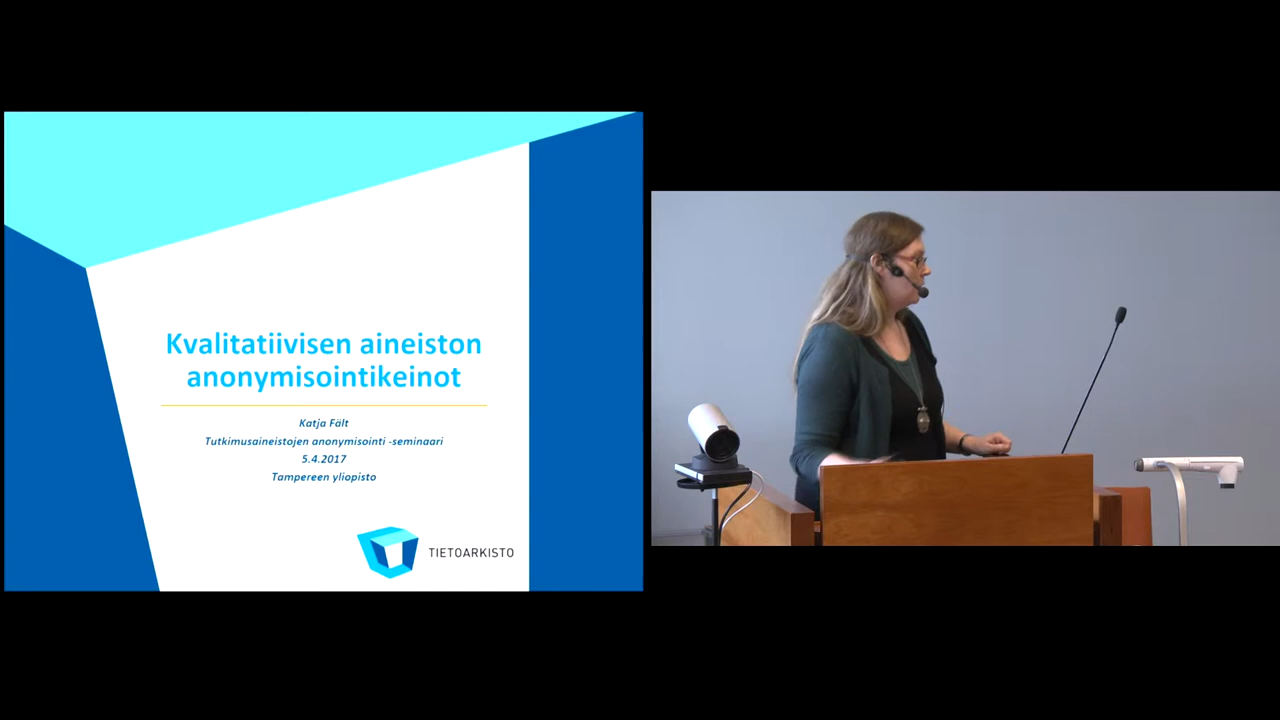 Kvalitatiivisen aineiston
anonymisointikeinot
Katja Fält
Tutkimusaineistojen anonymisointi -seminaari
5.4.2017
Tampereen yliopisto
TIETOARKISTO